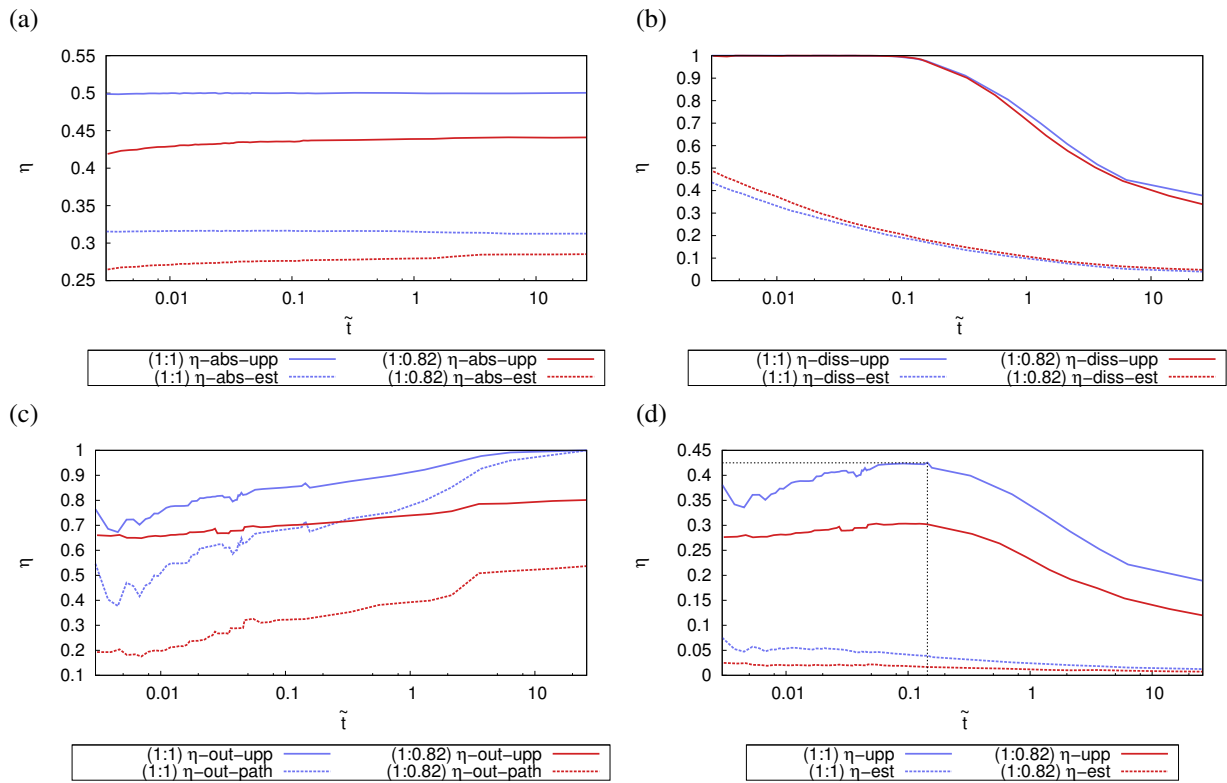 (a)
0.55
0.5
0.45
0.4
0.35
0.3
0.25
η
0.01 0.1 1 10
t̃
(1:1) η−abs−upp (1:0.82) η−abs−upp
(1:1) η−abs−est (1:0.82) η−abs−est
(b)
1
0.9
0.8
0.7
0.6
0.5
0.4
0.3
0.2
0.1
0
η
0.01 0.1 1 10
t̃
(1:1) η−diss−upp (1:0.82) η−diss−upp
(1:1) η−diss−est (1:0.82) η−diss−est
(c)
1
0.9
0.8
0.7
0.6
0.5
0.4
0.3
0.2
0.1
η
0.01 0.1 1 10
t̃
(1:1) η−out−upp (1:0.82) η−out−upp
(1:1) η−out−path (1:0.82) η−out−path
(d)
0.45
0.4
0.35
0.3
0.25
0.15
0.1
0.15
0.05
0
η
0.01 0.1 1 10
t̃
(1:1) η−upp (1:0.82) η−upp
(1:1) η−est (1:0.82) η−est